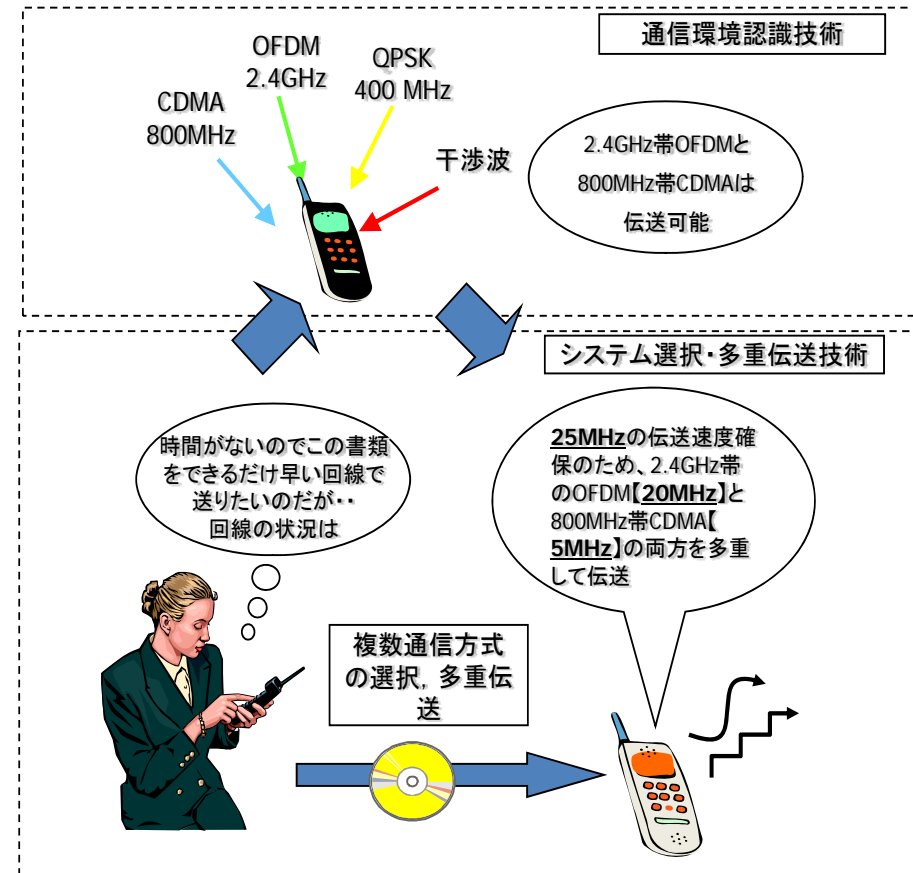 通信環境認識技術
OFDM
2.4GHz
QPSK
400 MHz
CDMA
800MHz
干渉波
2.4GHz帯OFDMと
800MHz帯CDMAは
伝送可能
システム選択・多重伝送技術
時間がないのでこの書類
をできるだけ早い回線で
送りたいのだが・・
回線の状況は
25MHzの伝送速度確
保のため、2.4GHz帯
のOFDM【20MHz】と
800MHz帯CDMA【
5MHz】の両方を多重
して伝送
複数通信方式
の選択，多重伝
送